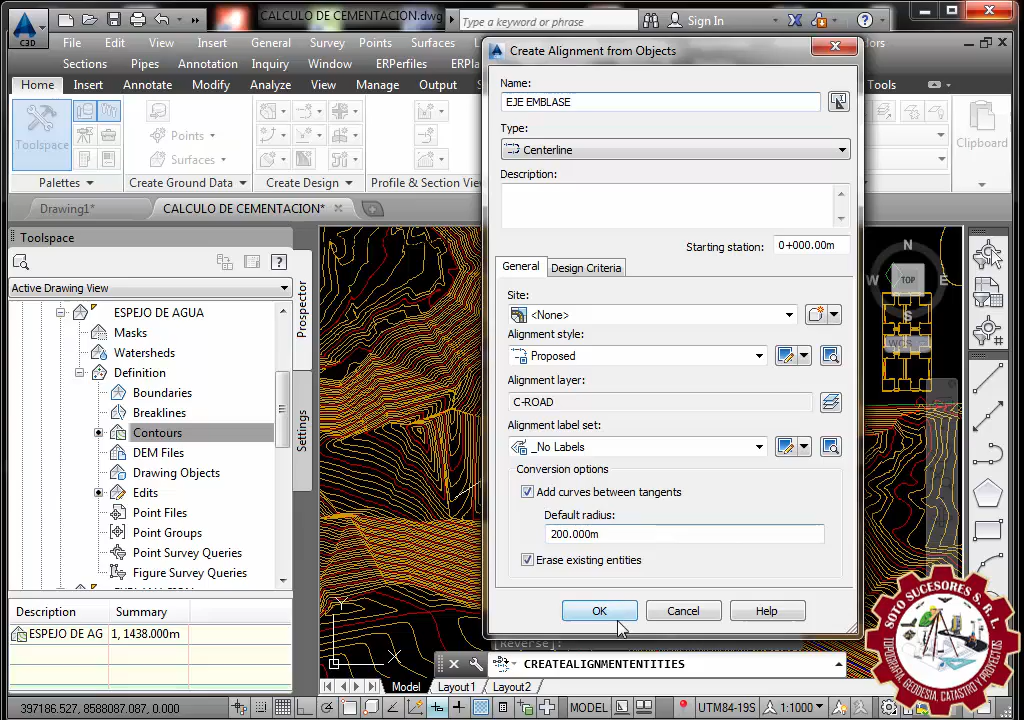 C3D
CALCULO DE CEMENTACION.dwg
Type a keyword or phrase
Sign In
File Edit View Insert General Survey Points Surfaces
Sections Pipes Annotation Inquiry Window ERPerfiles ERPla
Home Insert Annotate Modify Analyze View Manage Output
Tools
Toolspace
Points
Surfaces
Clipboard
Palettes
Create Ground Data
Create Design
Profile & Section View
Drawing1*
CALCULO DE CEMENTACION*
Toolspace
Active Drawing View
Prospector
Settings
ESPEJO DE AGUA
Masks
Watersheds
Definition
Boundaries
Breaklines
Contours
DEM Files
Drawing Objects
Edits
Point Files
Point Groups
Point Survey Queries
Figure Survey Queries
Description Summary
ESPEJO DE AG 1, 1438.000m
Create Alignment from Objects
Name:
EJE EMBLASE
Type:
Centerline
Description:
Starting station: 0+000.00m
General
Design Criteria
Site:
<None>
Alignment style:
Proposed
Alignment layer:
C-ROAD
Alignment label set:
_No Labels
Conversion options
Add curves between tangents
Default radius:
200.000m
Erase existing entities
OK
Cancel
Help
N
W
TOP
E
S
WCS
Y
X
[Reverse]:
CREATEALIGNMENTENTITIES
Model Layout1 Layout2
397186.527, 8588087.087, 0.000
MODEL
UTM84-19S
1:1000
SOTO SUCESORES S.R.L.
TOPOGRAFIA, GEODESIA, CATASTRO Y PROYECTOS